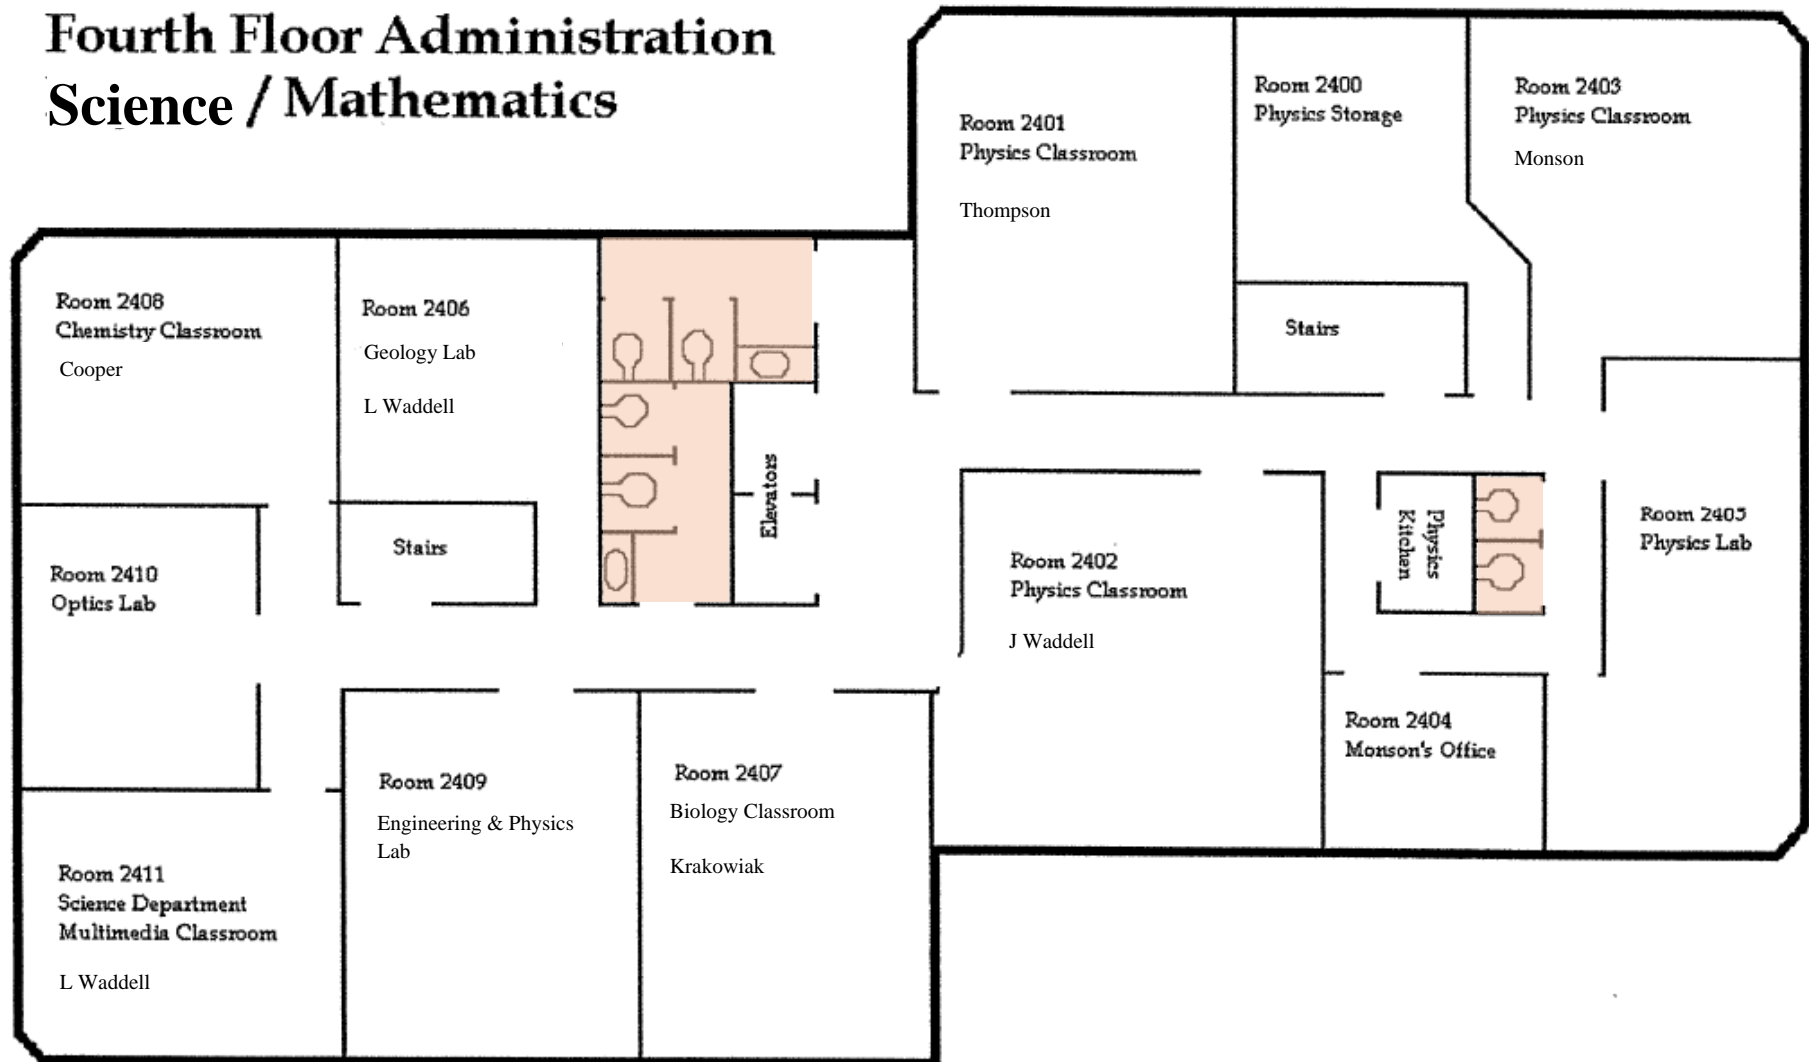 Fourth Floor Administration
Science / Mathematics
Room 2401
Physics Classroom
Thompson
Room 2400
Physics Storage
Room 2403
Physics Classroom
Monson
Stairs
Room 2408
Chemistry Classroom
Cooper
Room 2406
Geology Lab
L Waddell
Stairs
Elevators
Room 2410
Optics Lab
Room 2402
Physics Classroom
J Waddell
Physics
Kitchen
Room 2405
Physics Lab
Room 2404
Monson's Office
Room 2409
Engineering & Physics
Lab
Room 2407
Biology Classroom
Krakowiak
Room 2411
Science Department
Multimedia Classroom
L Waddell